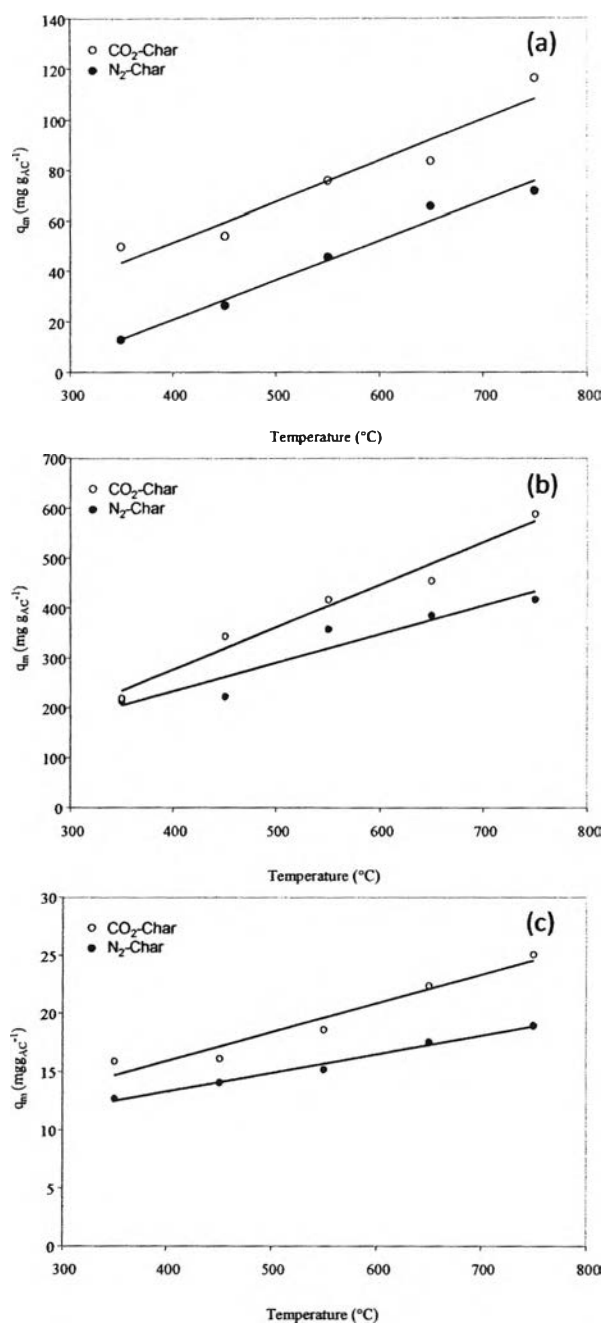 140
(a)
○ CO₂-Char
● N₂-Char
120
100
80
60
40
20
0
qₘ (mg g_AC⁻¹)
300 400 500 600 700 800
Temperature (°C)
700
(b)
○ CO₂-Char
● N₂-Char
600
500
400
300
200
100
0
qₘ (mg g_AC⁻¹)
300 400 500 600 700 800
Temperature (°C)
30
(c)
○ CO₂-Char
● N₂-Char
25
20
15
10
5
0
qₘ (mgg_AC⁻¹)
300 400 500 600 700 800
Temperature (°C)